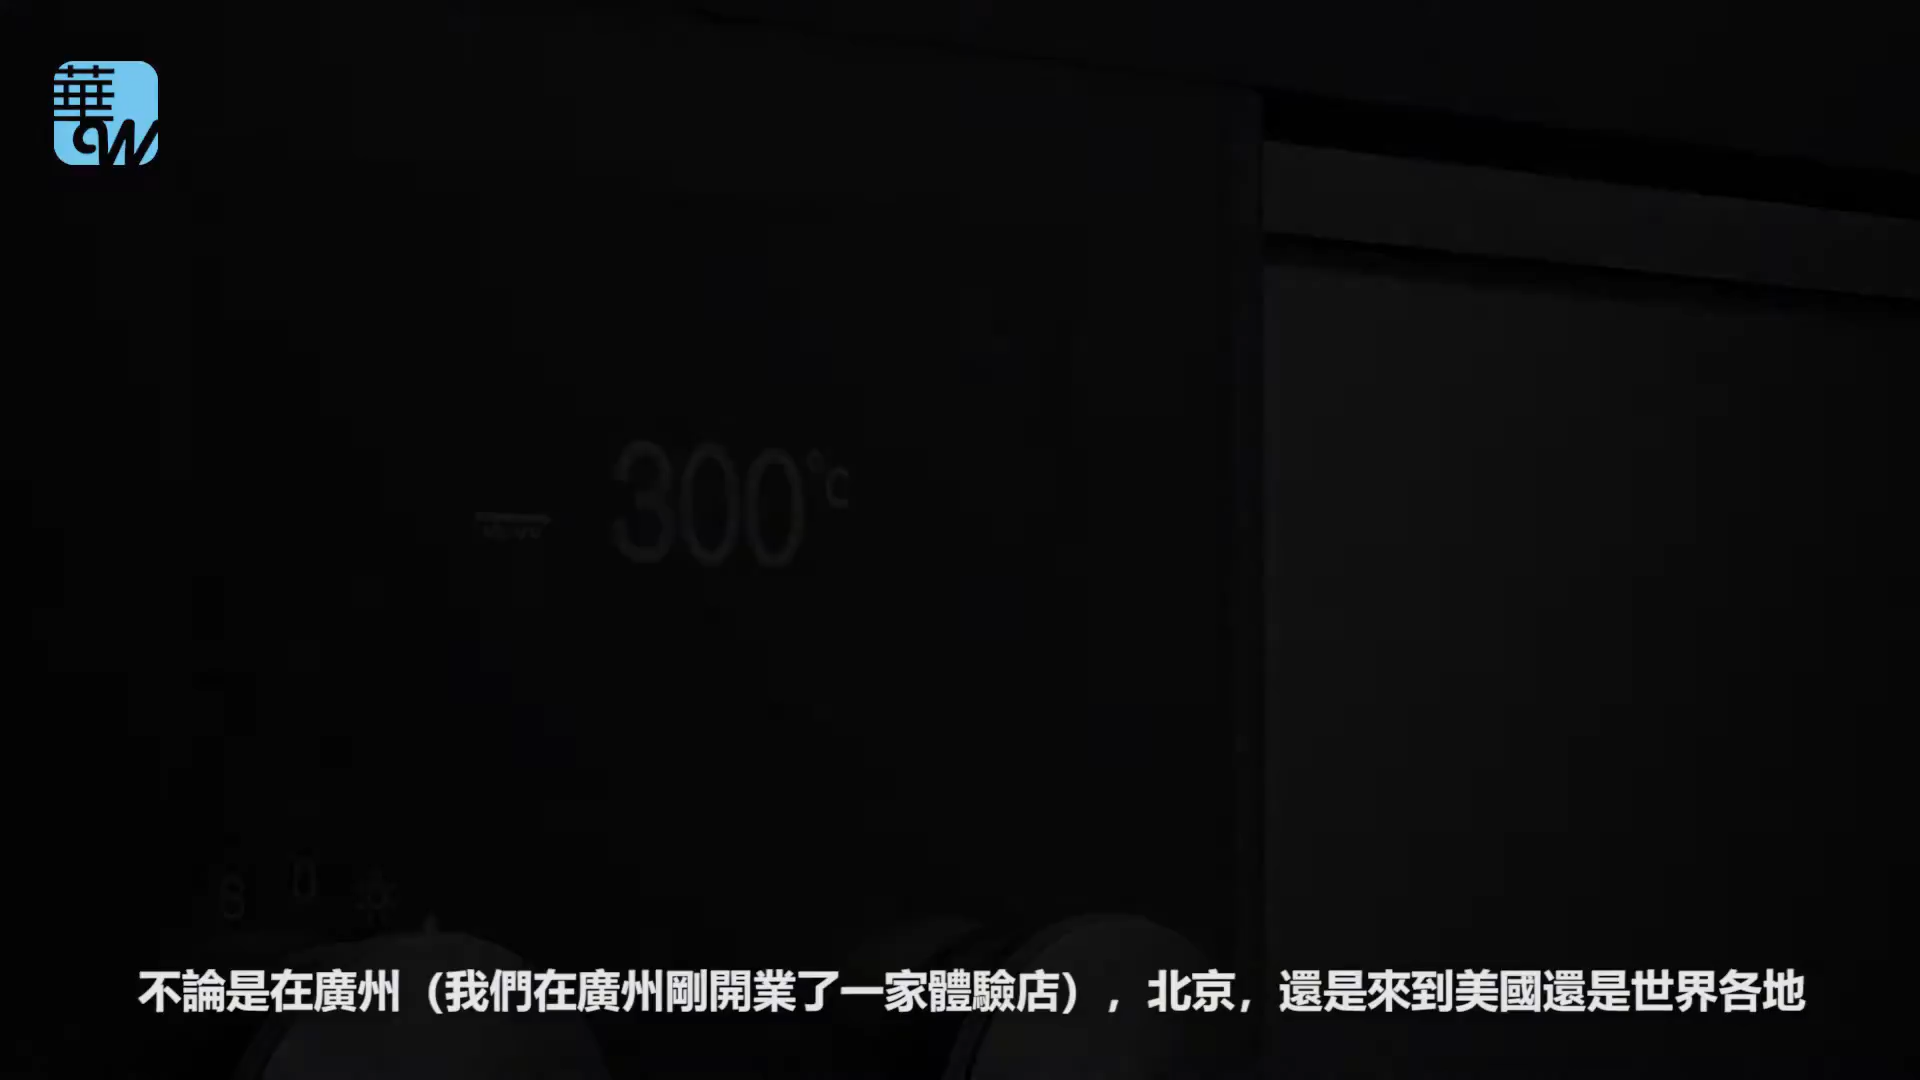 華
300°C
不論是在廣州（我們在廣州剛開業了一家體驗店），北京，還是來到美國還是世界各地